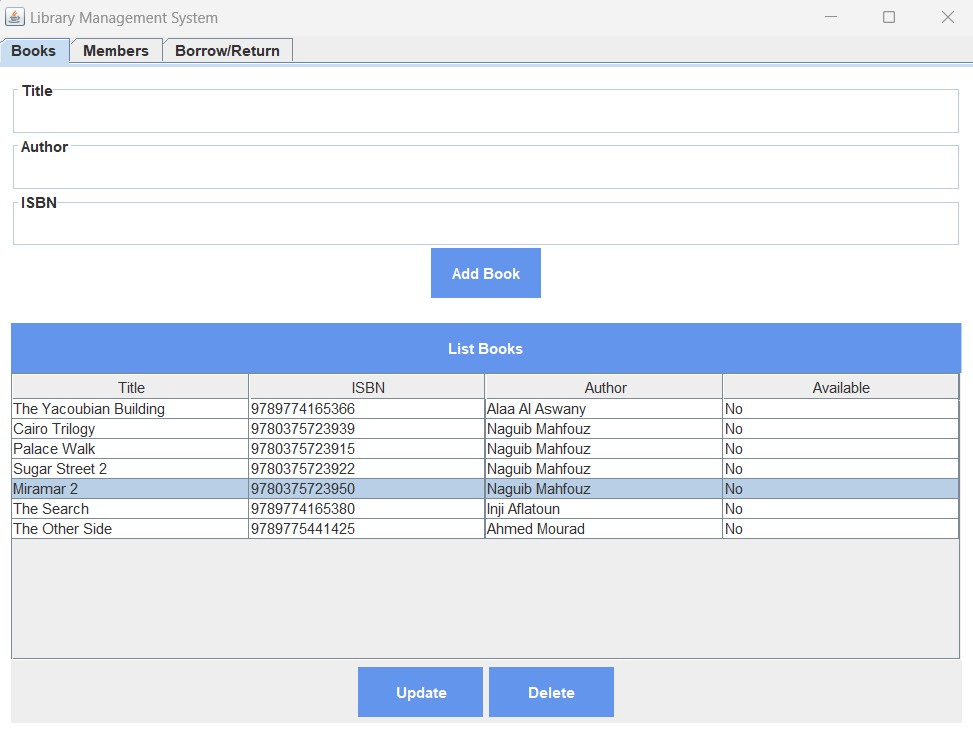 Library Management System
Books Members Borrow/Return
Title
Author
ISBN
Add Book
List Books
Title ISBN Author Available
The Yacoubian Building 9789774165366 Alaa Al Aswany No
Cairo Trilogy 9780375723939 Naguib Mahfouz No
Palace Walk 9780375723915 Naguib Mahfouz No
Sugar Street 2 9780375723922 Naguib Mahfouz No
Miramar 2 9780375723950 Naguib Mahfouz No
The Search 9789774165380 Inji Aflatoun No
The Other Side 9789775441425 Ahmed Mourad No
Update Delete